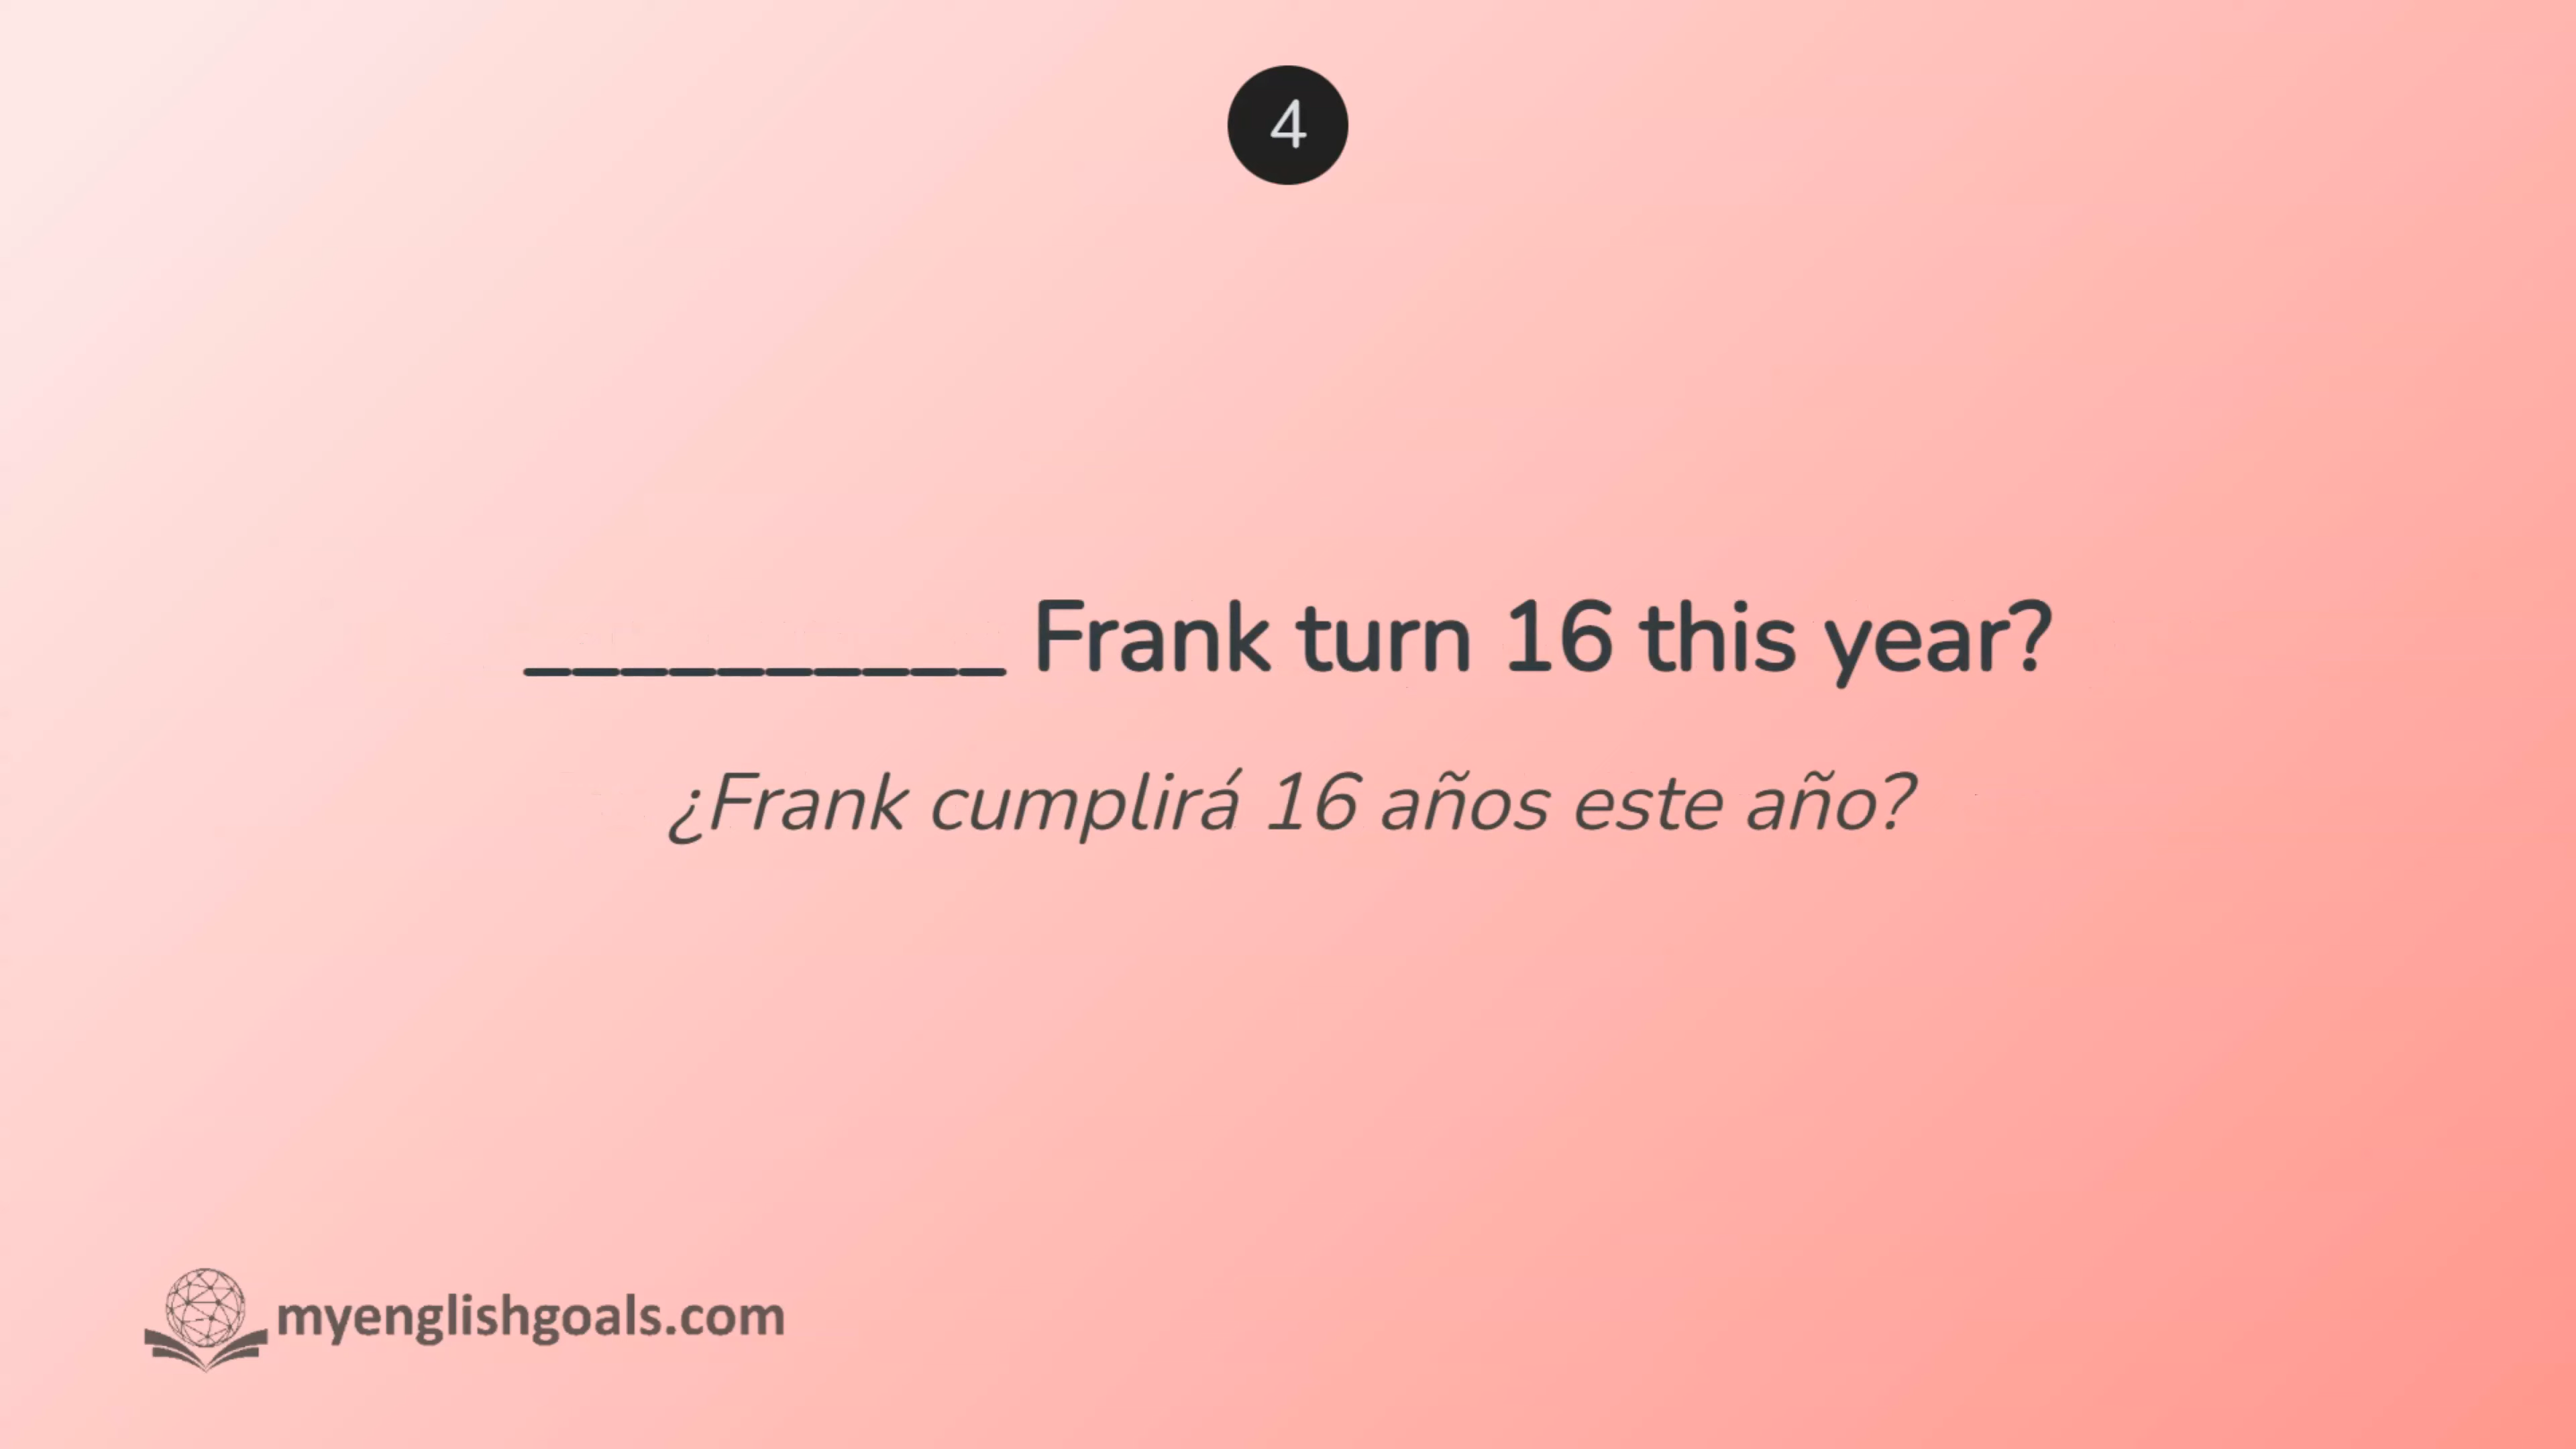 4
__________ Frank turn 16 this year?
¿Frank cumplirá 16 años este año?
myenglishgoals.com